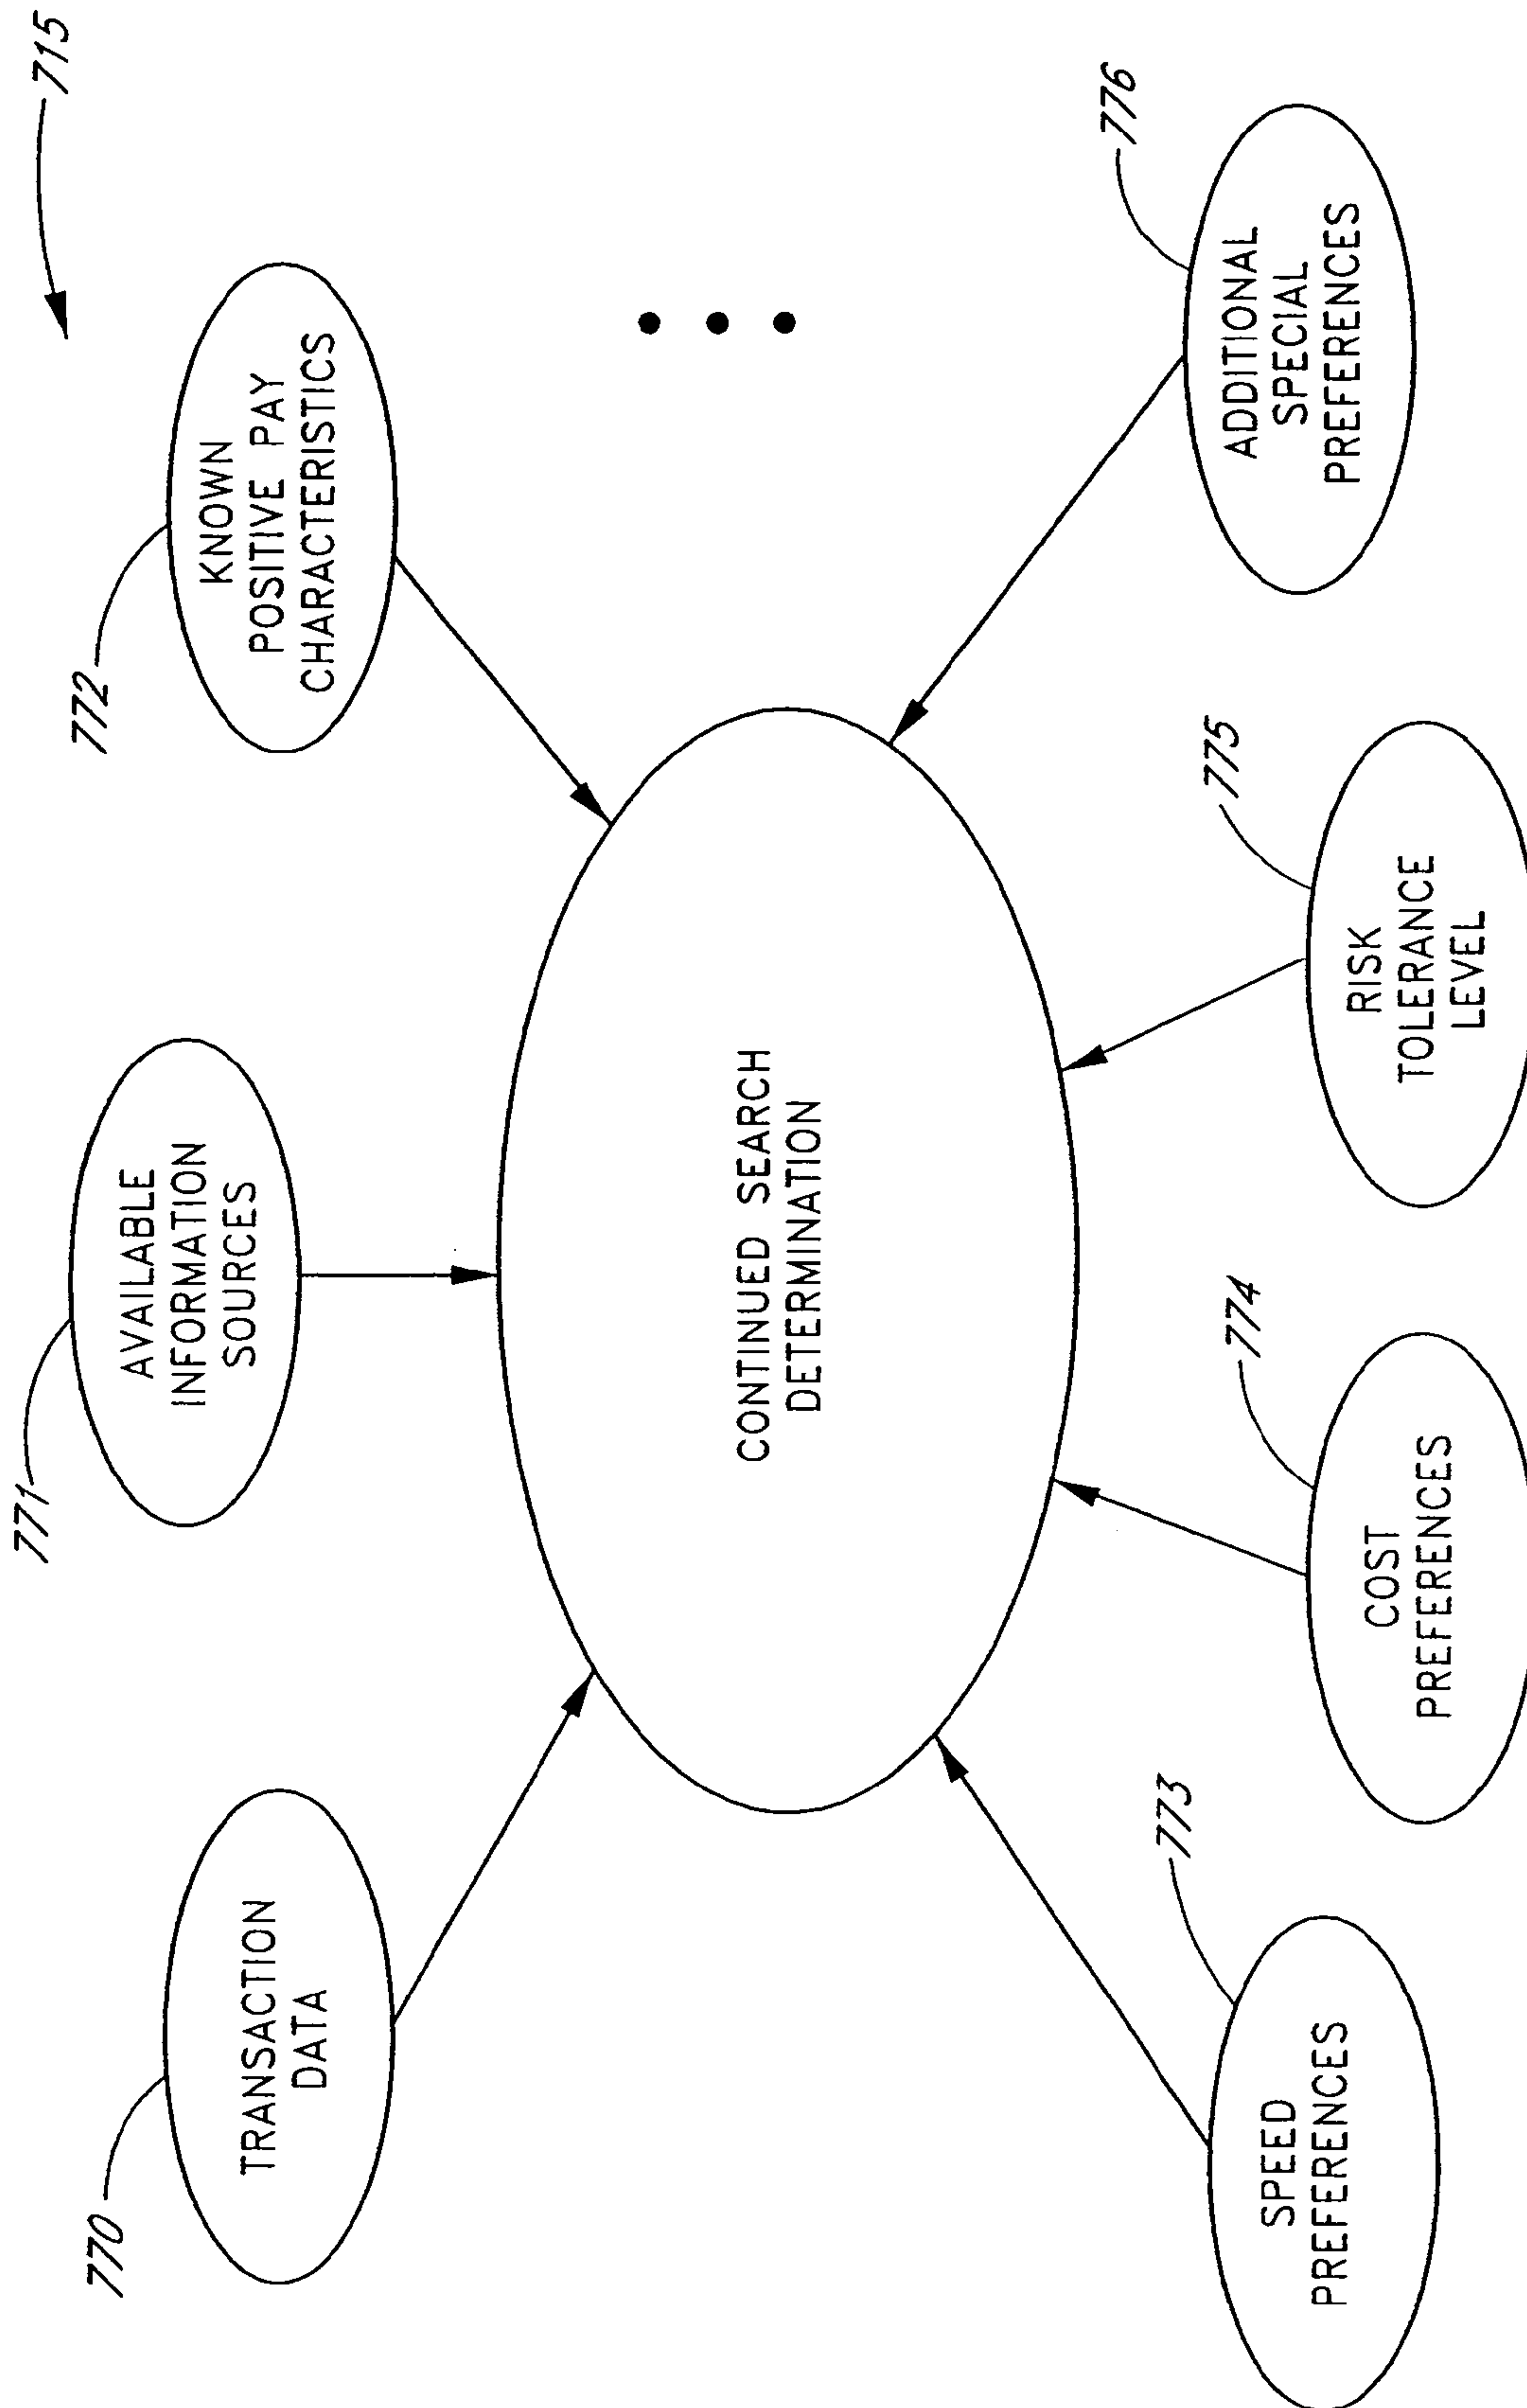 715
772
KNOWN
POSITIVE PAY
CHARACTERISTICS
771
AVAILABLE
INFORMATION
SOURCES
770
TRANSACTION
DATA
CONTINUED SEARCH
DETERMINATION
776
ADDITIONAL
SPECIAL
PREFERENCES
775
RISK
TOLERANCE
LEVEL
774
COST
PREFERENCES
773
SPEED
PREFERENCES